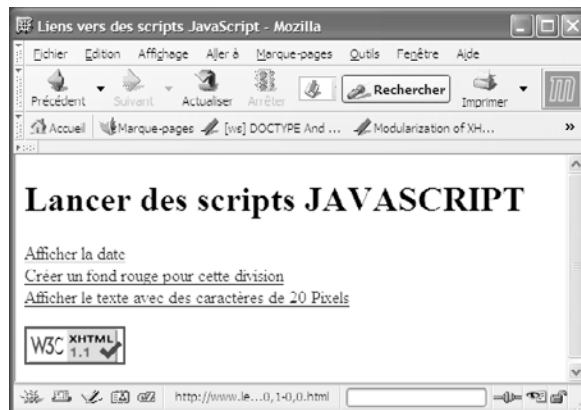 Liens vers des scripts JavaScript - Mozilla
Fichier Edition Affichage Aller à Marque-pages Outils Fenêtre Aide
Précédent Suivant Actualiser Arrêter Rechercher Imprimer
Accueil Marque-pages [ws] DOCTYPE And ... Modularization of XH... »
Lancer des scripts JAVASCRIPT
Afficher la date
Créer un fond rouge pour cette division
Afficher le texte avec des caractères de 20 Pixels
W3C XHTML 1.1
http://www.le...0,1-0,0.html